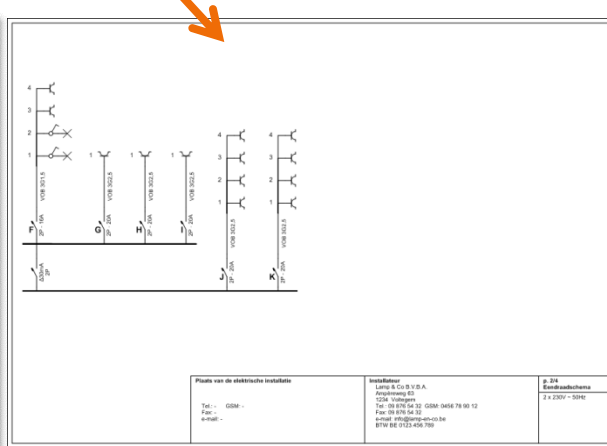 4
3
2
1
VOB 3G1,5
F
2P - 16A
1
VOB 3G2,5
G
2P - 20A
1
VOB 3G2,5
H
2P - 20A
1
VOB 3G2,5
I
2P - 20A
Δ30mA
2P
4
3
2
1
VOB 3G2,5
J
2P - 20A
4
3
2
1
VOB 3G2,5
K
2P - 20A
Plaats van de elektrische installatie
Tel.: - GSM: -
Fax: -
e-mail: -
Installateur
Lamp & Co B.V.B.A.
Ampèreweg 63
1234 Voltegem
Tel.: 09 876 54 32 GSM: 0456 78 90 12
Fax: 09 876 54 32
e-mail: info@lamp-en-co.be
BTW BE 0123.456.789
p. 2/4
Eendraadschema
2 x 230V ~ 50Hz